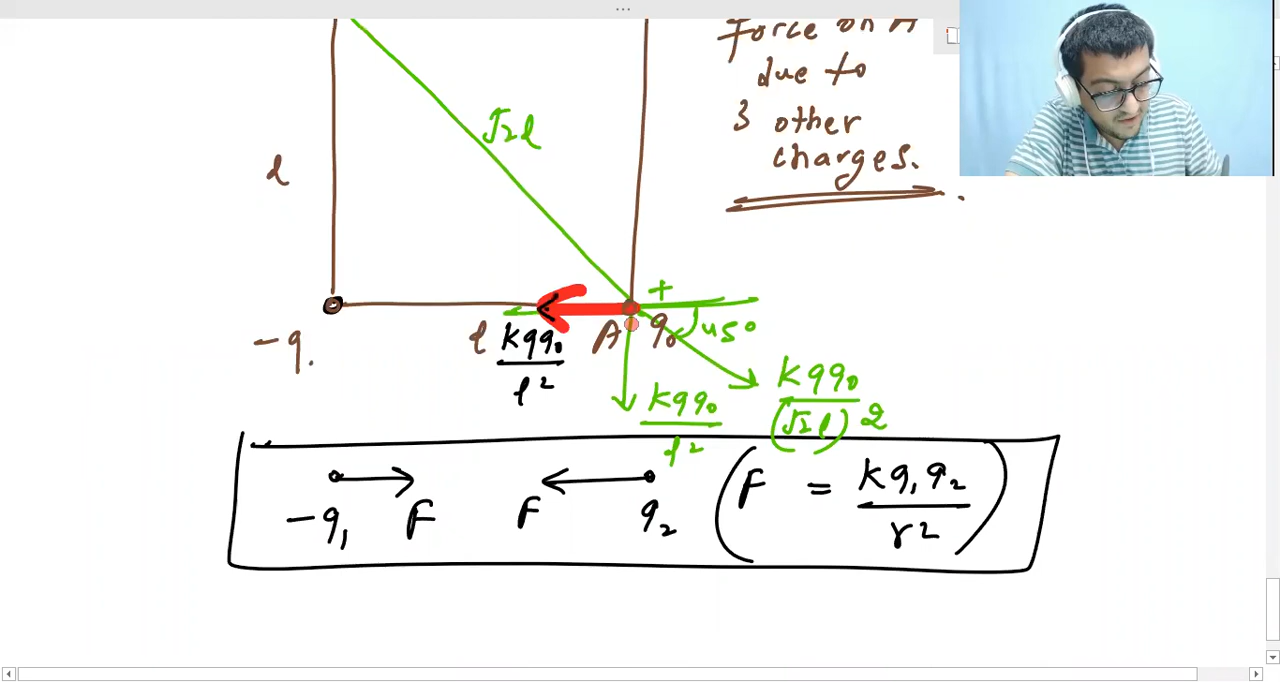 force on A
due to
3 other
charges.
√2 l
l
+
-q.
l
A
q₀
45°
kqq₀
l²
kqq₀
l²
kqq₀
(√2 l)²
-q₁
F
F
q₂
(F = kq₁q₂
r²)